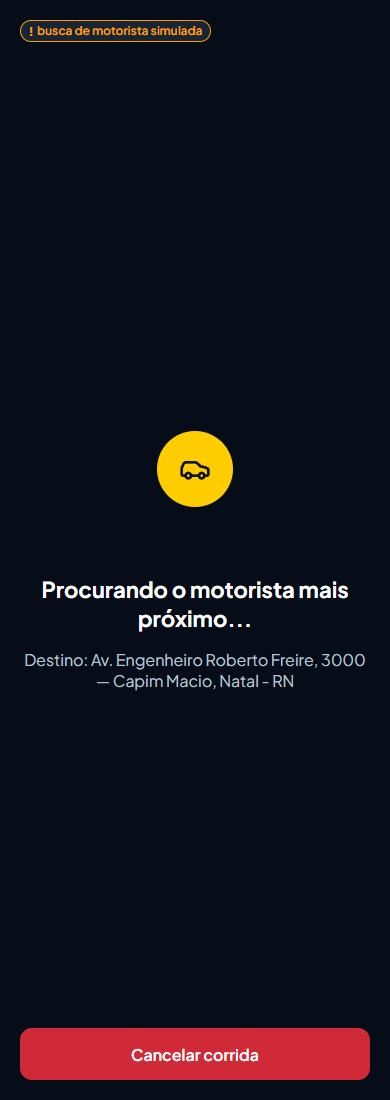 ! busca de motorista simulada
Procurando o motorista mais
próximo...
Destino: Av. Engenheiro Roberto Freire, 3000
— Capim Macio, Natal - RN
Cancelar corrida